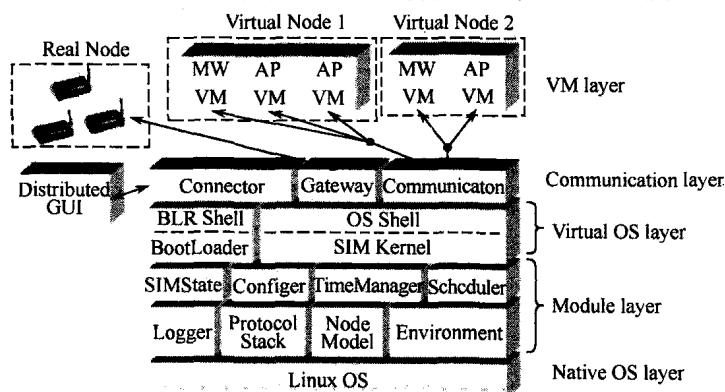 Virtual Node 1
Virtual Node 2
Real Node
MW AP AP
MW AP
VM VM VM
VM VM
VM layer
Distributed
GUI
Connector
Gateway
Communicaton
Communication layer
BLR Shell
OS Shell
BootLoader
SIM Kernel
Virtual OS layer
SIMState
Configer
TimeManager
Schcduler
Logger
Protocol
Stack
Node
Model
Environment
Module layer
Linux OS
Native OS layer